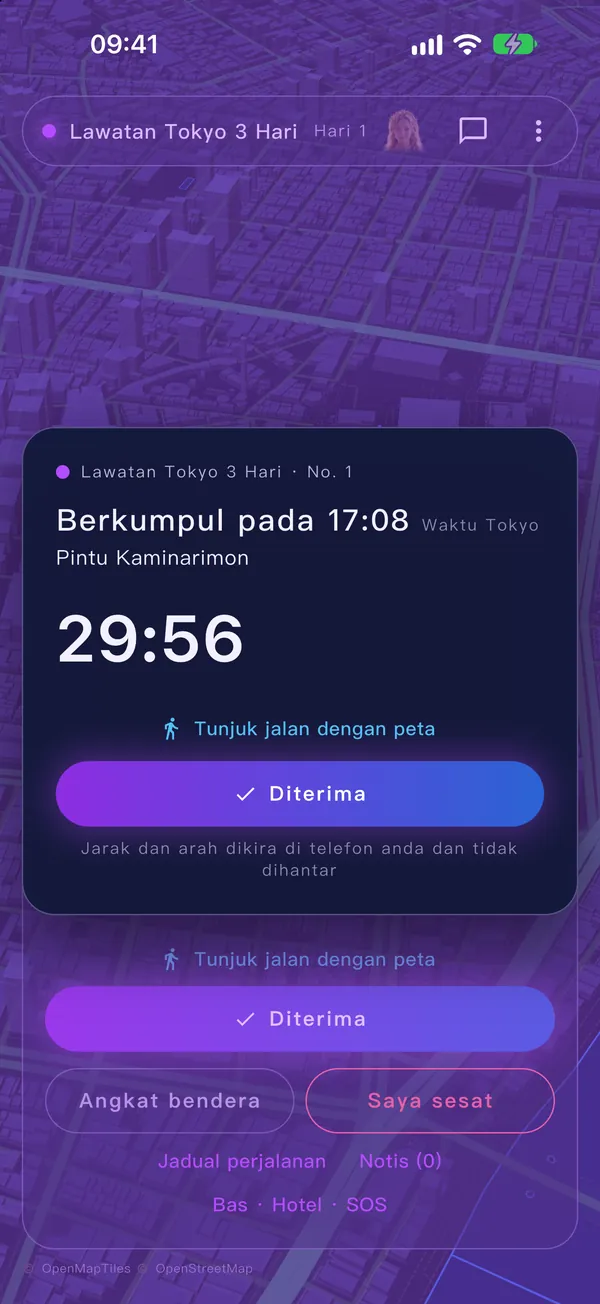 09:41
Lawatan Tokyo 3 Hari Hari 1
Lawatan Tokyo 3 Hari · No. 1
Berkumpul pada 17:08 Waktu Tokyo
Pintu Kaminarimon
29:56
Tunjuk jalan dengan peta
Diterima
Jarak dan arah dikira di telefon anda dan tidak
dihantar
Tunjuk jalan dengan peta
Diterima
Angkat bendera Saya sesat
Jadual perjalanan Notis (0)
Bas · Hotel · SOS
© OpenMapTiles © OpenStreetMap